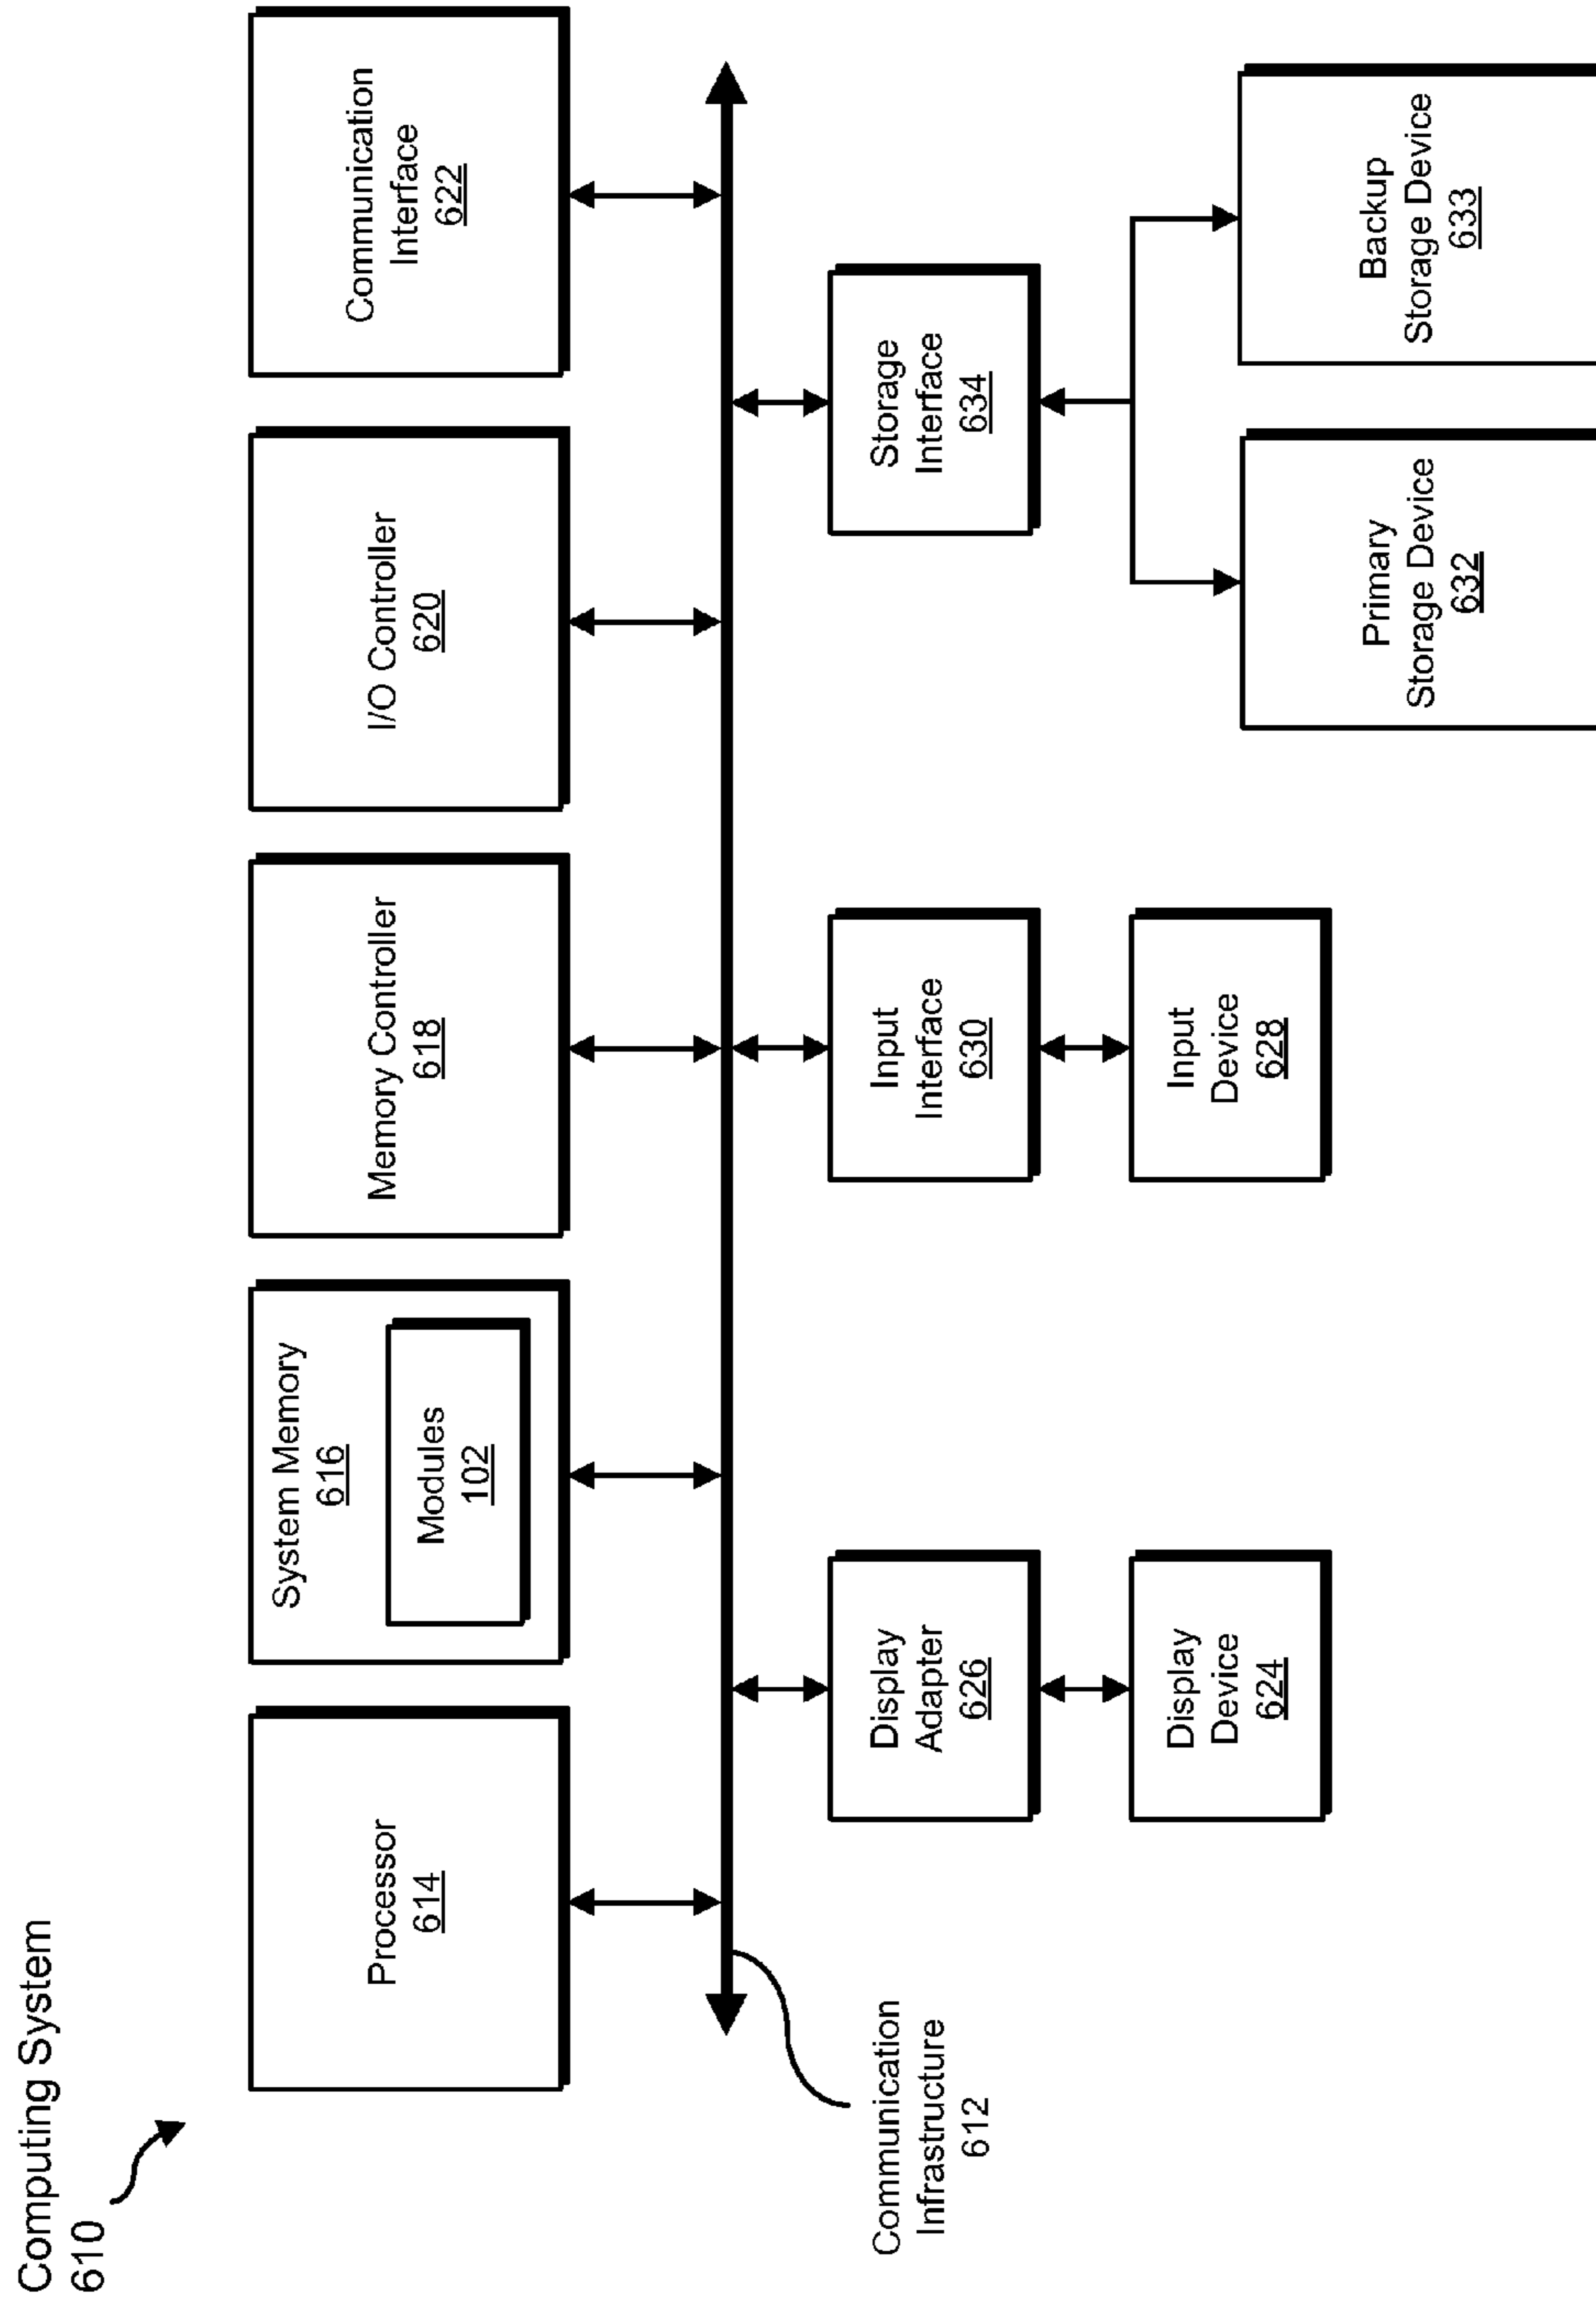 Computing System
610
Processor
614
System Memory
616
Modules
102
Memory Controller
618
I/O Controller
620
Communication
Interface
622
Communication
Infrastructure
612
Display
Adapter
626
Input
Interface
630
Storage
Interface
634
Display
Device
624
Input
Device
628
Primary
Storage Device
632
Backup
Storage Device
633